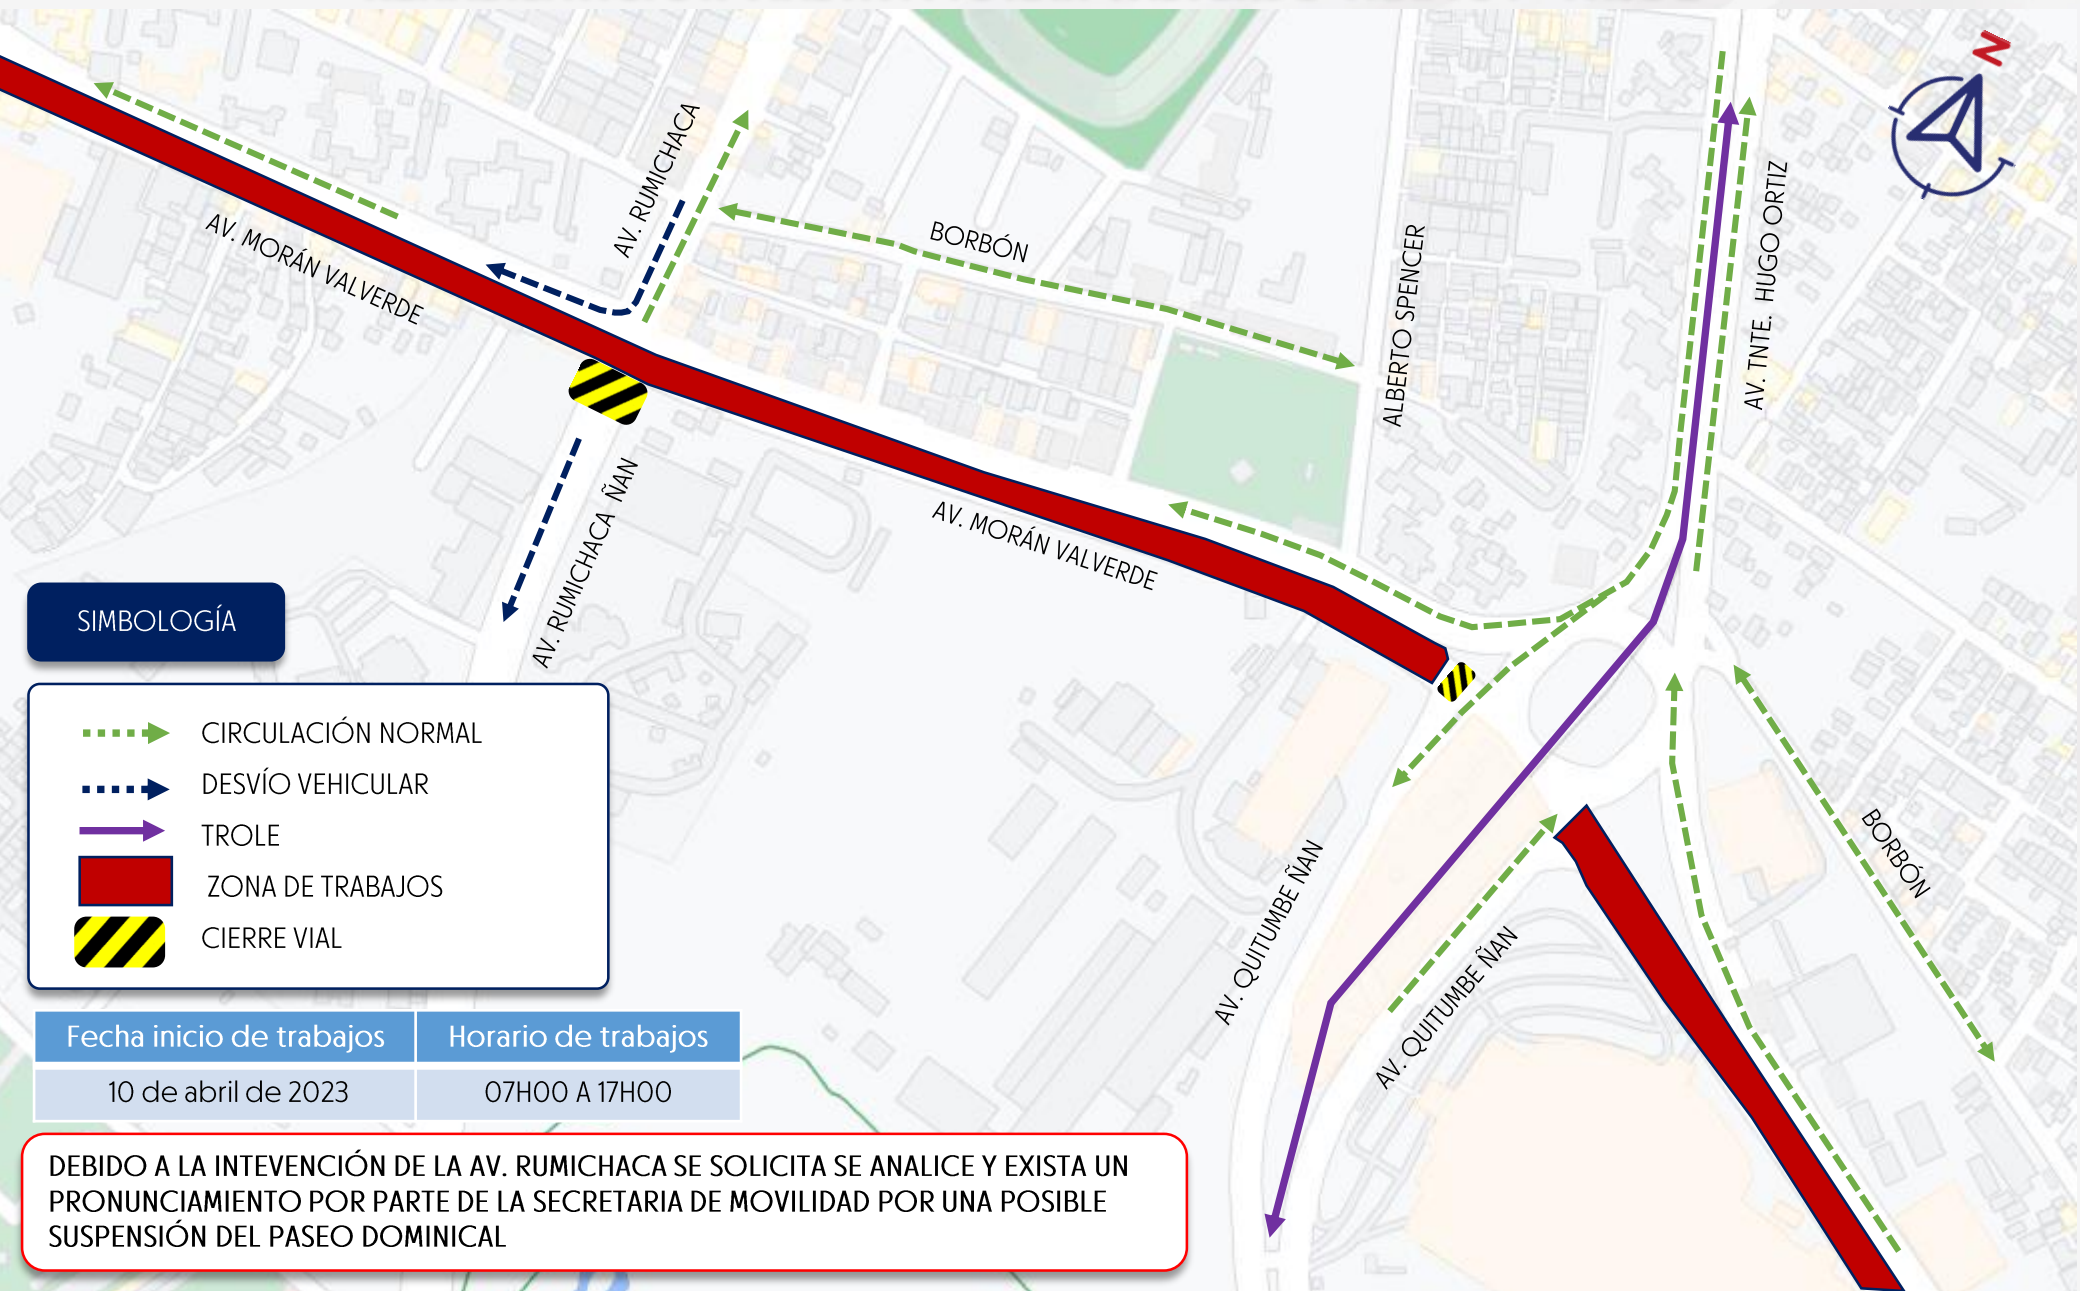 N
AV. RUMICHACA
AV. MORÁN VALVERDE
BORBÓN
ALBERTO SPENCER
AV. TNTE. HUGO ORTIZ
AV. RUMICHACA ÑAN
AV. MORÁN VALVERDE
AV. QUITUMBE ÑAN
AV. QUITUMBE ÑAN
BORBÓN
SIMBOLOGÍA
CIRCULACIÓN NORMAL
DESVÍO VEHICULAR
TROLE
ZONA DE TRABAJOS
CIERRE VIAL
Fecha inicio de trabajos Horario de trabajos
10 de abril de 2023 07H00 A 17H00
DEBIDO A LA INTEVENCIÓN DE LA AV. RUMICHACA SE SOLICITA SE ANALICE Y EXISTA UN
PRONUNCIAMIENTO POR PARTE DE LA SECRETARIA DE MOVILIDAD POR UNA POSIBLE
SUSPENSIÓN DEL PASEO DOMINICAL